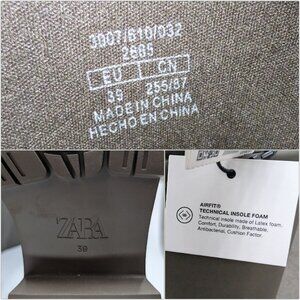 3007/610/032
2605
EU CN
39 255/87
MADE IN CHINA
HECHO EN CHINA
ZARA
39
AIRFIT®
TECHNICAL INSOLE FOAM
Technical insole made of Latex foam.
Comfort, Durability, Breathable,
Antibacterial, Cushion Factor.